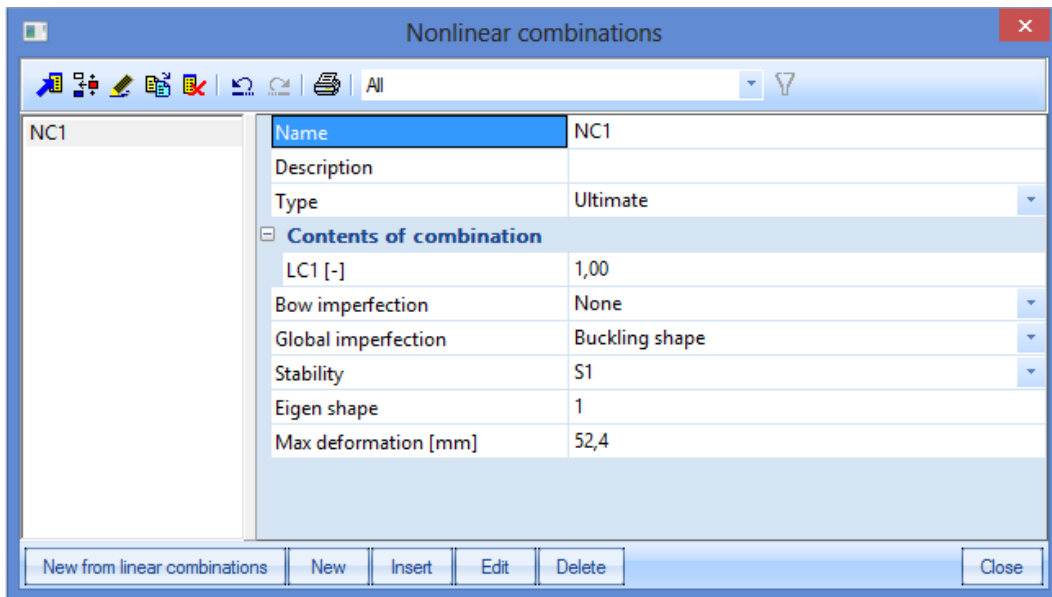 Nonlinear combinations
All
NC1
Name NC1
Description
Type Ultimate
Contents of combination
LC1 [-] 1,00
Bow imperfection None
Global imperfection Buckling shape
Stability S1
Eigen shape 1
Max deformation [mm] 52,4
New from linear combinations New Insert Edit Delete Close